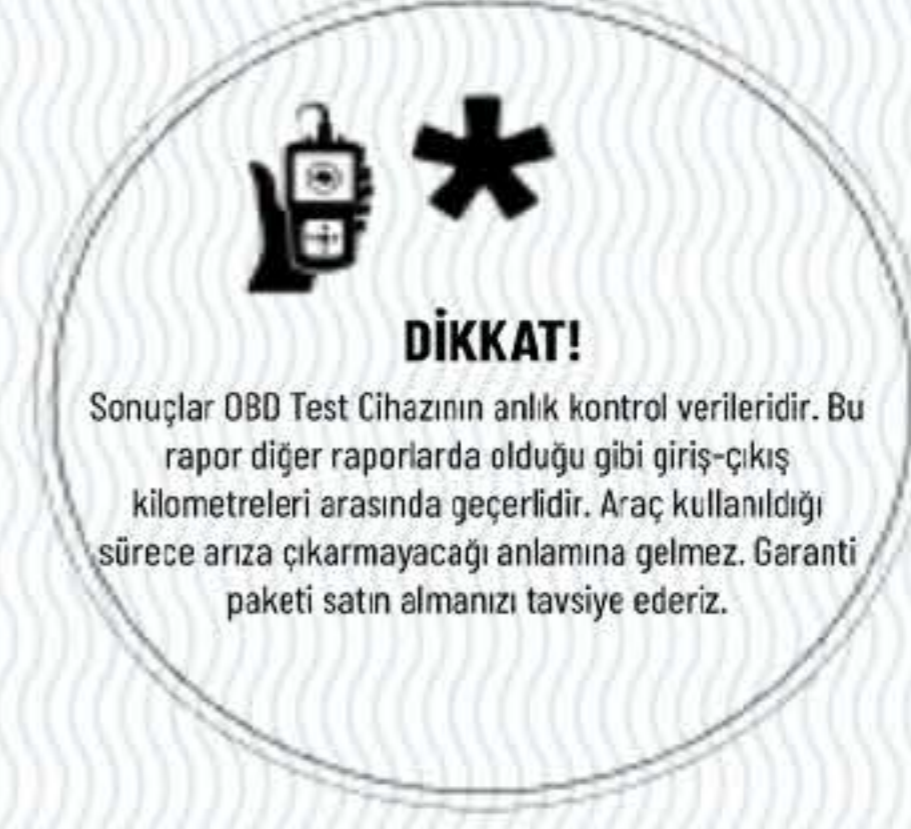 DİKKAT!
Sonuçlar OBD Test Cihazının anlık kontrol verileridir. Bu
rapor diğer raporlarda olduğu gibi giriş-çıkış
kilometreleri arasında geçerlidir. Araç kullanıldığı
sürece arıza çıkarmayacağı anlamına gelmez. Garanti
paketi satın almanızı tavsiye ederiz.